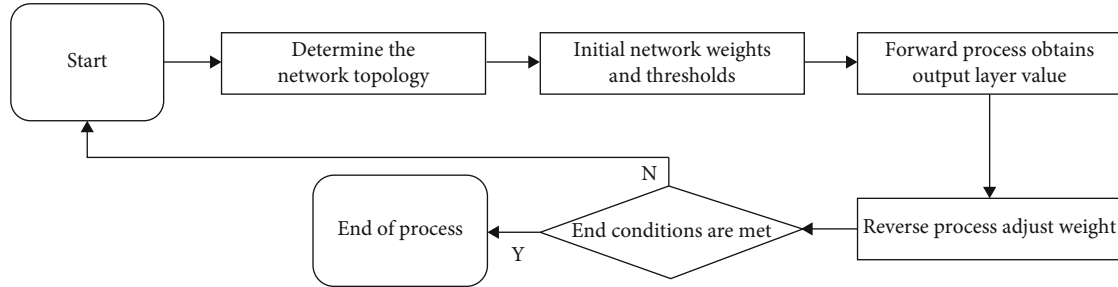 Start
Determine the
network topology
Initial network weights
and thresholds
Forward process obtains
output layer value
N
End of process
Y
End conditions are met
Reverse process adjust weight